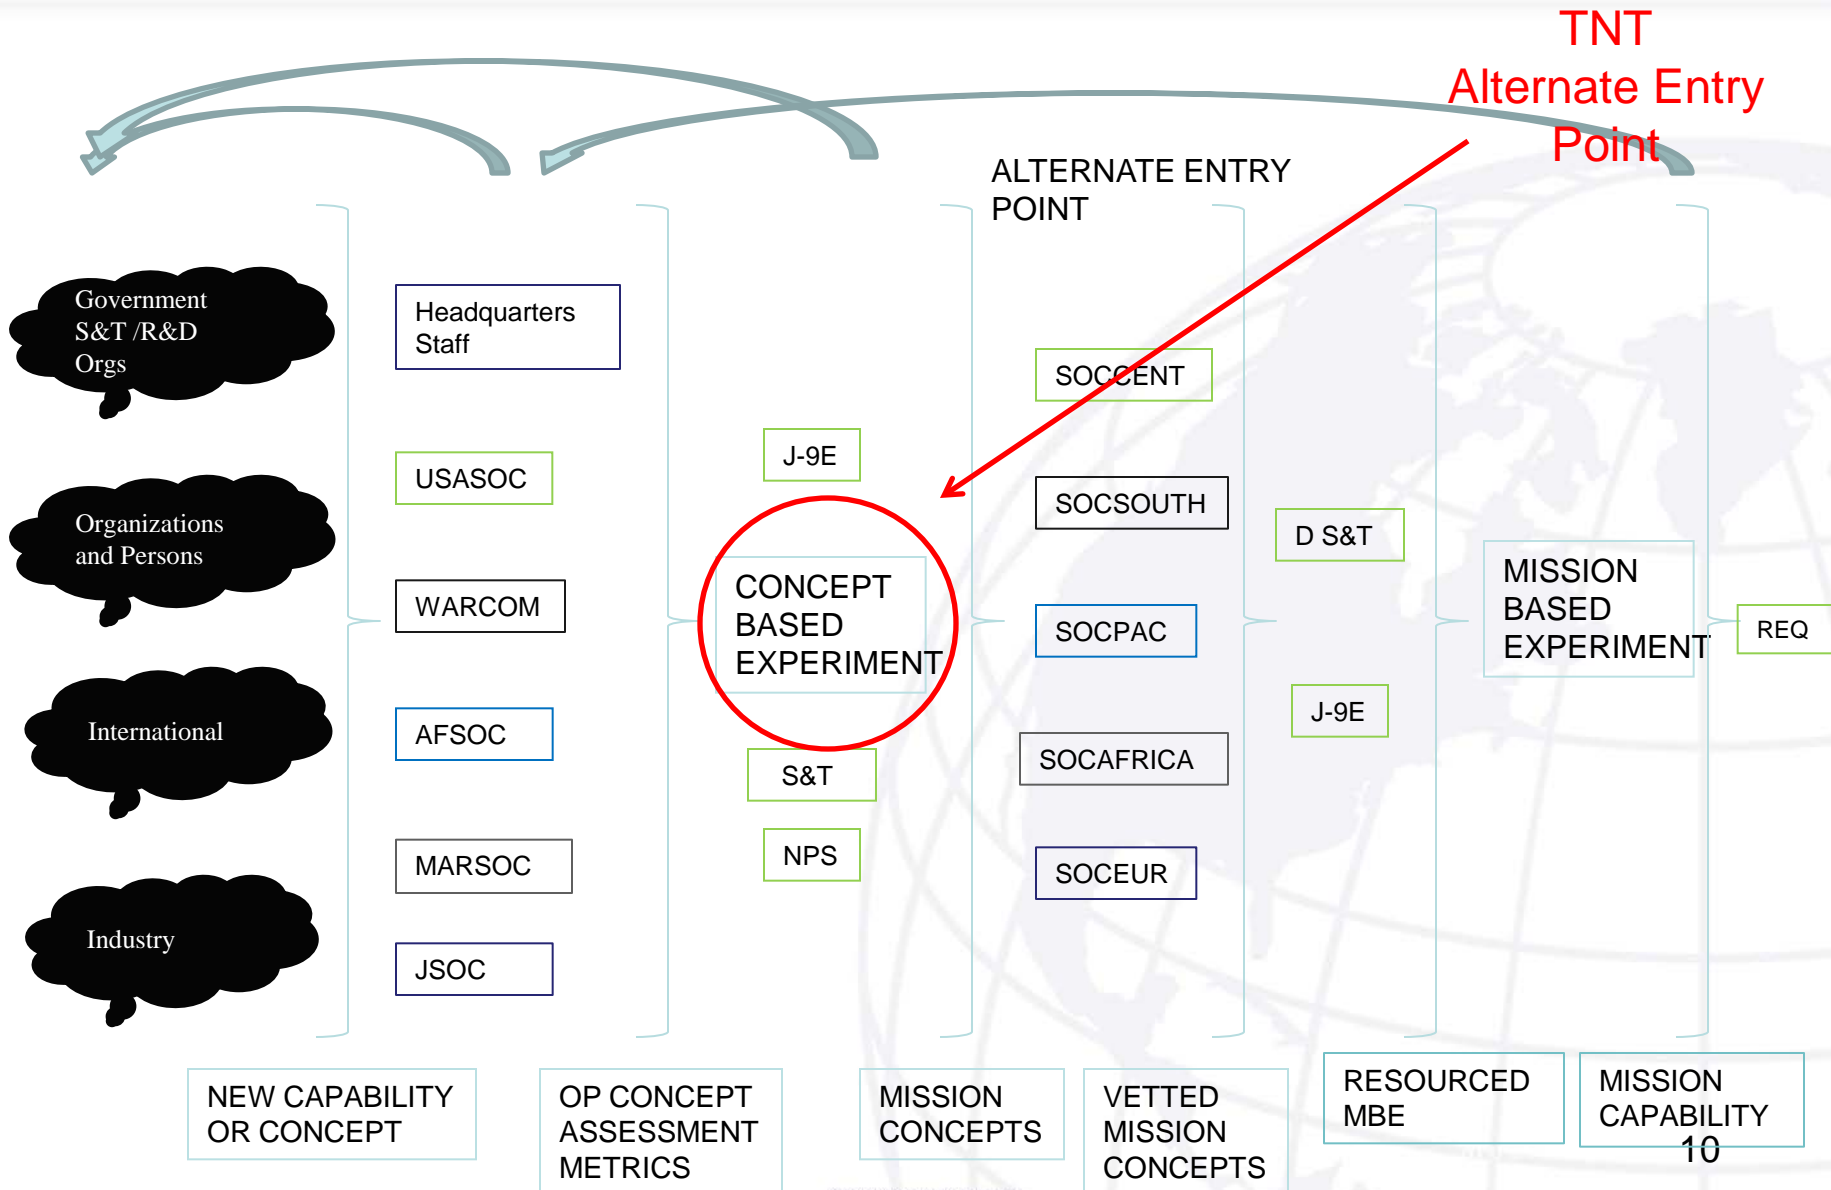 TNT
Alternate Entry
Point
ALTERNATE ENTRY
POINT
Government
S&T /R&D
Orgs
Organizations
and Persons
International
Industry
Headquarters
Staff
USASOC
WARCOM
AFSOC
MARSOC
JSOC
J-9E
CONCEPT
BASED
EXPERIMENT
S&T
NPS
SOCCENT
SOCSOUTH
SOCPAC
SOCAFRICA
SOCEUR
D S&T
J-9E
MISSION
BASED
EXPERIMENT
REQ
NEW CAPABILITY
OR CONCEPT
OP CONCEPT
ASSESSMENT
METRICS
MISSION
CONCEPTS
VETTED
MISSION
CONCEPTS
RESOURCED
MBE
MISSION
CAPABILITY
10